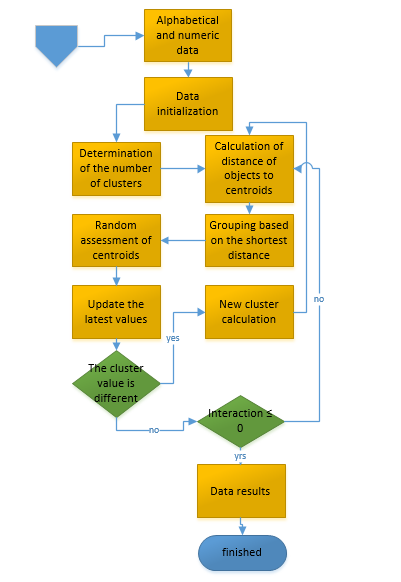 Alphabetical
and numeric
data
Data
initialization
Determination
of the number
of clusters
Calculation of
distance of
objects to
centroids
Random
assessment of
centroids
Grouping based
on the shortest
distance
Update the
latest values
New cluster
calculation
no
yes
The cluster
value is
different
Interaction ≤
0
no
yrs
Data results
finished